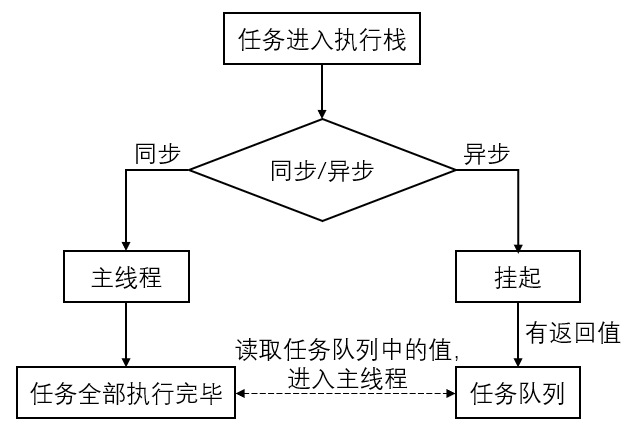 任务进入执行栈
同步
异步
同步/异步
主线程
挂起
有返回值
读取任务队列中的值，
进入主线程
任务全部执行完毕
任务队列